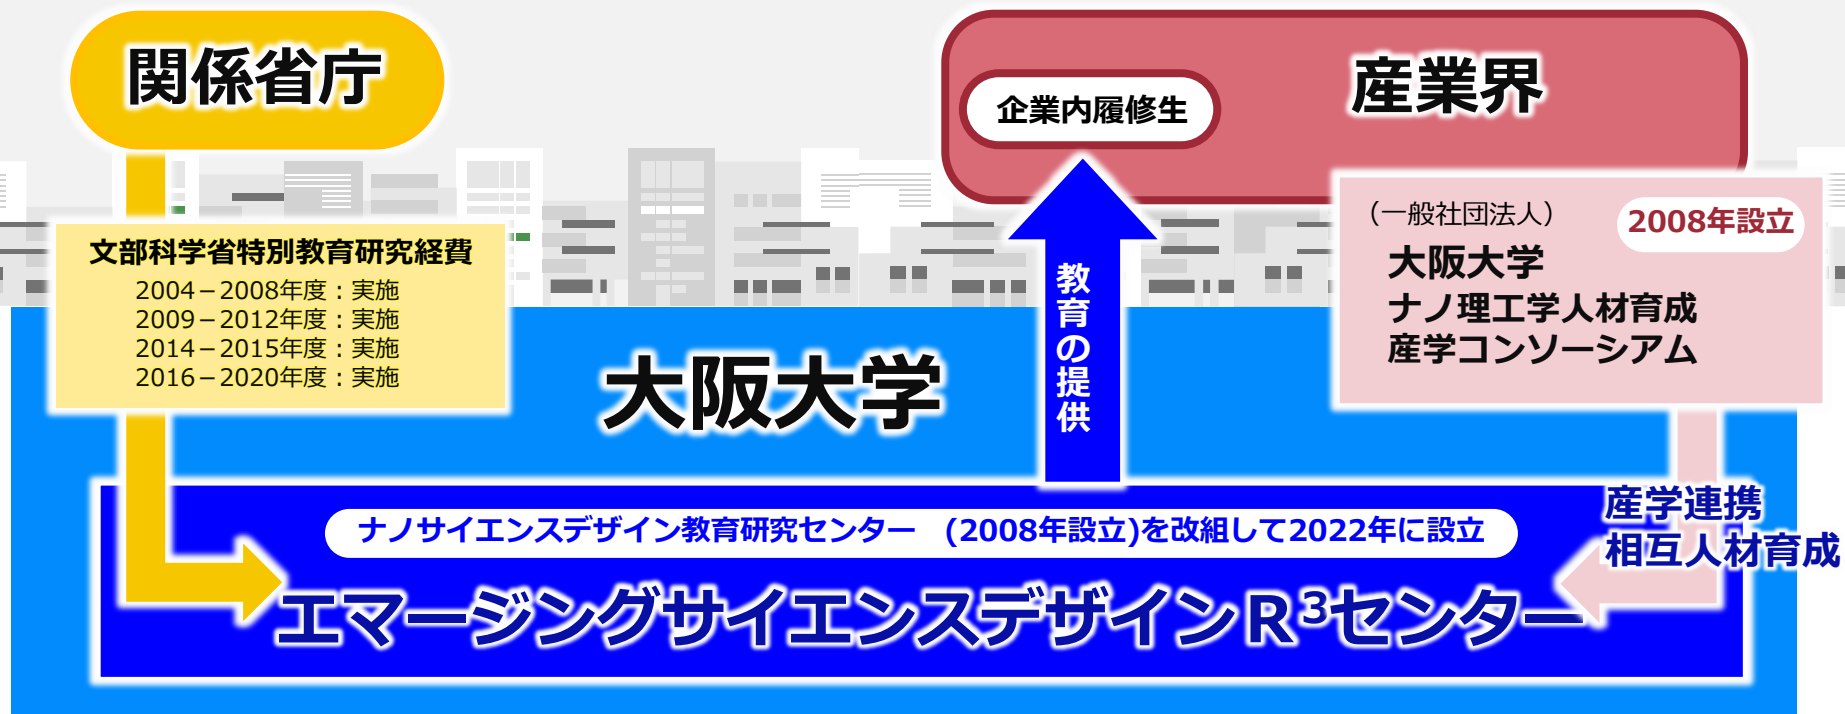 関係省庁
文部科学省特別教育研究経費
2004－2008年度：実施
2009－2012年度：実施
2014－2015年度：実施
2016－2020年度：実施
産業界
企業内履修生
教育の提供
（一般社団法人）
2008年設立
大阪大学
ナノ理工学人材育成
産学コンソーシアム
大阪大学
産学連携
相互人材育成
ナノサイエンスデザイン教育研究センター　(2008年設立)を改組して2022年に設立
エマージングサイエンスデザインＲ³センター